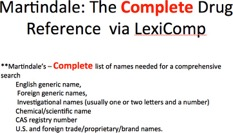 Martindale: The Complete Drug
Reference via LexiComp
**Martindale's – Complete list of names needed for a comprehensive
search
English generic name,
Foreign generic names,
Investigational names (usually one or two letters and a number)
Chemical/scientific name
CAS registry number
U.S. and foreign trade/proprietary/brand names.